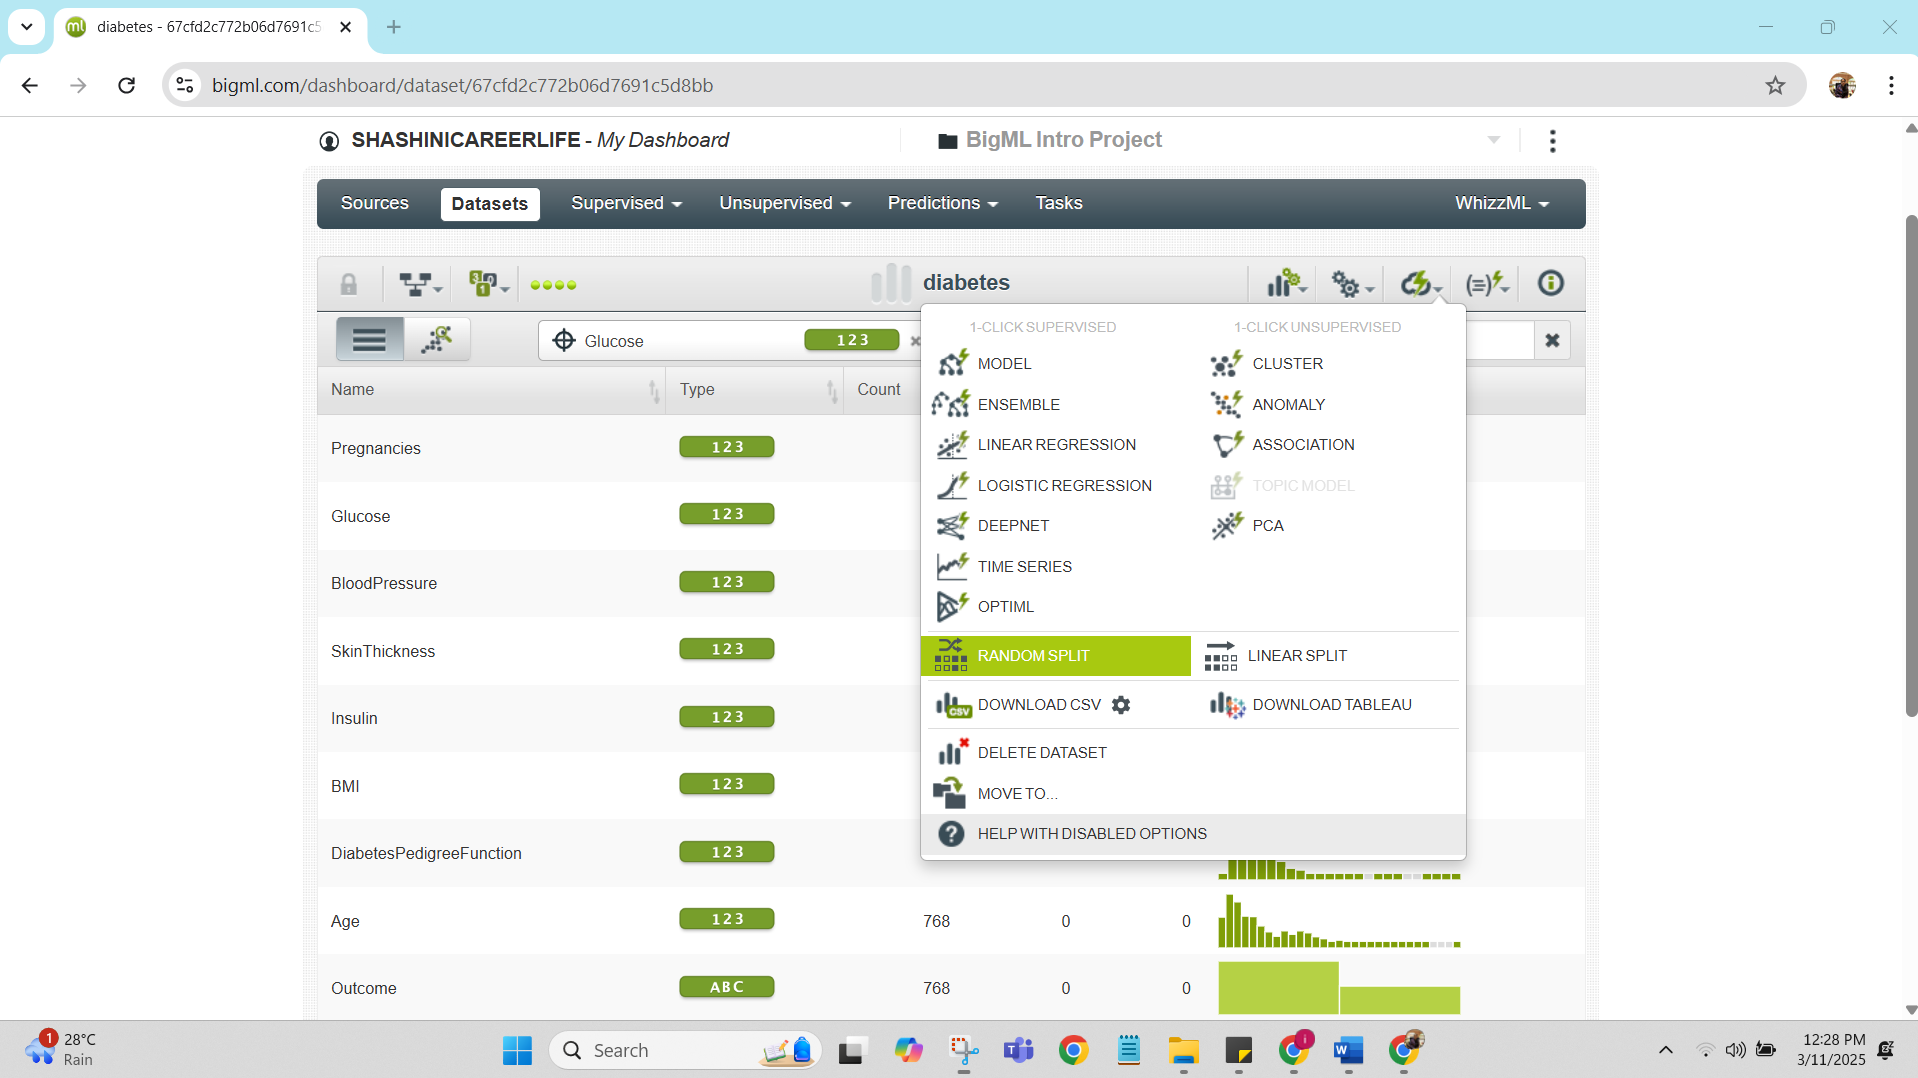 diabetes - 67cfd2c772b06d7691c5
bigml.com/dashboard/dataset/67cfd2c772b06d7691c5d8bb
SHASHINICAREERLIFE - My Dashboard
BigML Intro Project
Sources Datasets Supervised Unsupervised Predictions Tasks WhizzML
diabetes
Glucose 123
1-CLICK SUPERVISED 1-CLICK UNSUPERVISED
MODEL CLUSTER
Name Type Count
ENSEMBLE ANOMALY
Pregnancies 123
LINEAR REGRESSION ASSOCIATION
LOGISTIC REGRESSION TOPIC MODEL
Glucose 123
DEEPNET PCA
TIME SERIES
BloodPressure 123
OPTIML
SkinThickness 123
RANDOM SPLIT LINEAR SPLIT
DOWNLOAD CSV DOWNLOAD TABLEAU
Insulin 123
DELETE DATASET
BMI 123
MOVE TO...
HELP WITH DISABLED OPTIONS
DiabetesPedigreeFunction 123
Age 123 768 0 0
Outcome ABC 768 0 0
1
28°C
Rain
Search
12:28 PM
3/11/2025